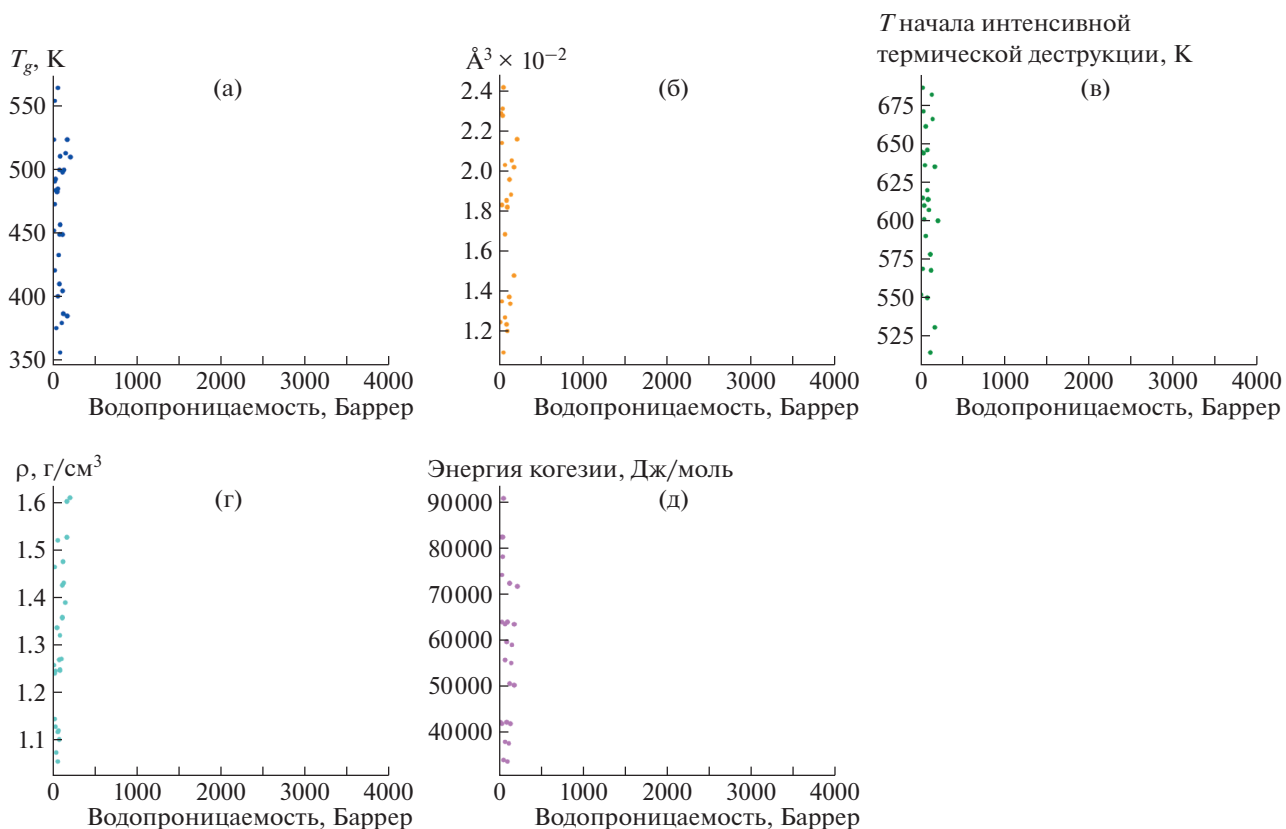 T начала интенсивной
термической деструкции, К
T_g, К
(а)
550
500
450
400
350
0 1000 2000 3000 4000
Водопроницаемость, Баррер
Å³ × 10⁻²
(б)
2.4
2.2
2.0
1.8
1.6
1.4
1.2
0 1000 2000 3000 4000
Водопроницаемость, Баррер
(в)
675
650
625
600
575
550
525
0 1000 2000 3000 4000
Водопроницаемость, Баррер
ρ, г/см³
(г)
1.6
1.5
1.4
1.3
1.2
1.1
0 1000 2000 3000 4000
Водопроницаемость, Баррер
Энергия когезии, Дж/моль
(д)
90000
80000
70000
60000
50000
40000
0 1000 2000 3000 4000
Водопроницаемость, Баррер